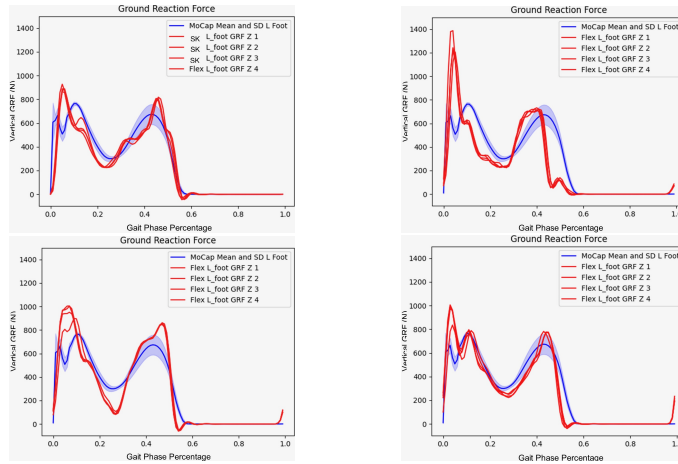 Ground Reaction Force
MoCap Mean and SD L Foot
SK L_foot GRF Z 1
SK L_foot GRF Z 2
SK L_foot GRF Z 3
Flex L_foot GRF Z 4
Vertical GRF (N)
1400
1200
1000
800
600
400
200
0
0.0 0.2 0.4 0.6 0.8 1.0
Gait Phase Percentage
Ground Reaction Force
MoCap Mean and SD L Foot
Flex L_foot GRF Z 1
Flex L_foot GRF Z 2
Flex L_foot GRF Z 3
Flex L_foot GRF Z 4
Vertical GRF (N)
1400
1200
1000
800
600
400
200
0
0.0 0.2 0.4 0.6 0.8 1.0
Gait Phase Percentage
Ground Reaction Force
MoCap Mean and SD L Foot
Flex L_foot GRF Z 1
Flex L_foot GRF Z 2
Flex L_foot GRF Z 3
Flex L_foot GRF Z 4
Vertical GRF (N)
1400
1200
1000
800
600
400
200
0
0.0 0.2 0.4 0.6 0.8 1.0
Gait Phase Percentage
Ground Reaction Force
MoCap Mean and SD L Foot
Flex L_foot GRF Z 1
Flex L_foot GRF Z 2
Flex L_foot GRF Z 3
Flex L_foot GRF Z 4
Vertical GRF (N)
1400
1200
1000
800
600
400
200
0
0.0 0.2 0.4 0.6 0.8 1.0
Gait Phase Percentage